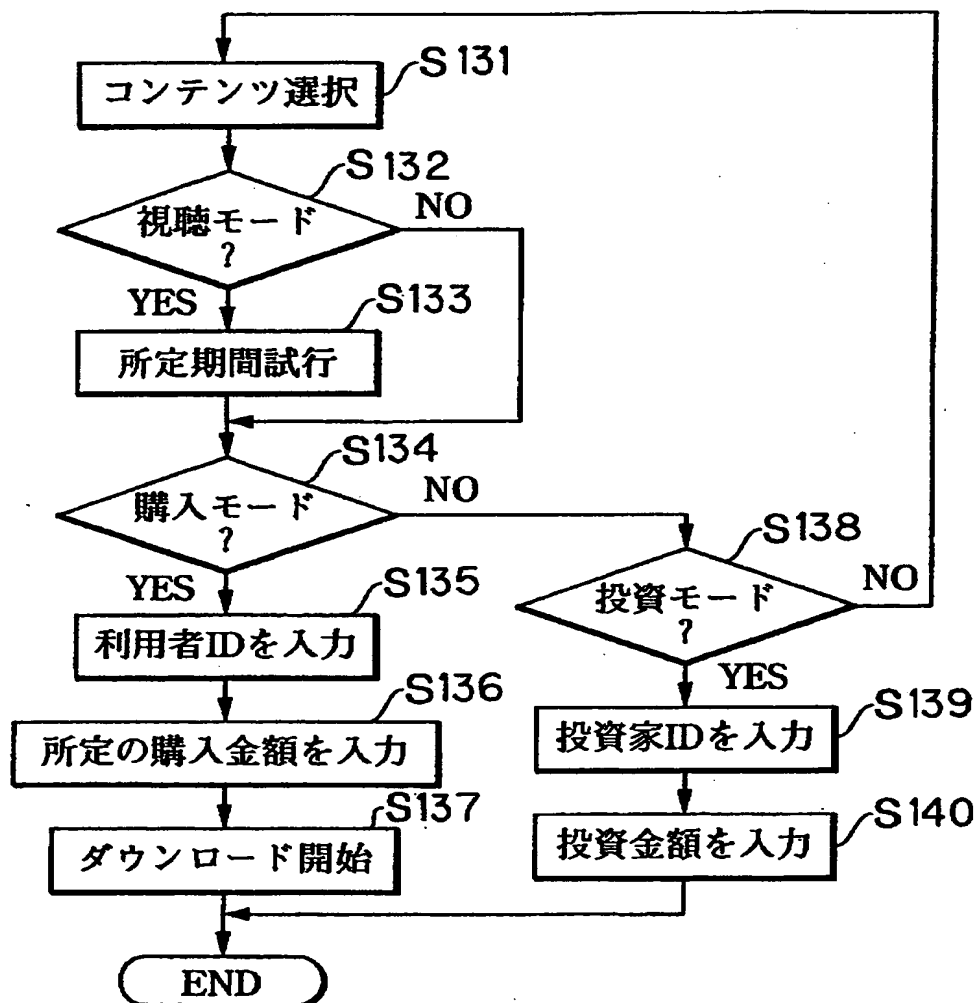 S131
コンテンツ選択
S132
視聴モード
?
NO
YES
S133
所定期間試行
S134
購入モード
?
NO
YES
S135
利用者IDを入力
S136
所定の購入金額を入力
S137
ダウンロード開始
S138
投資モード
?
NO
YES
S139
投資家IDを入力
S140
投資金額を入力
END